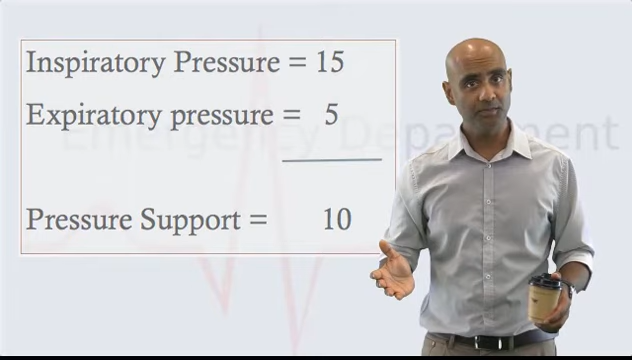 Inspiratory Pressure = 15
Expiratory pressure = 5
Emergency Department
Pressure Support = 10